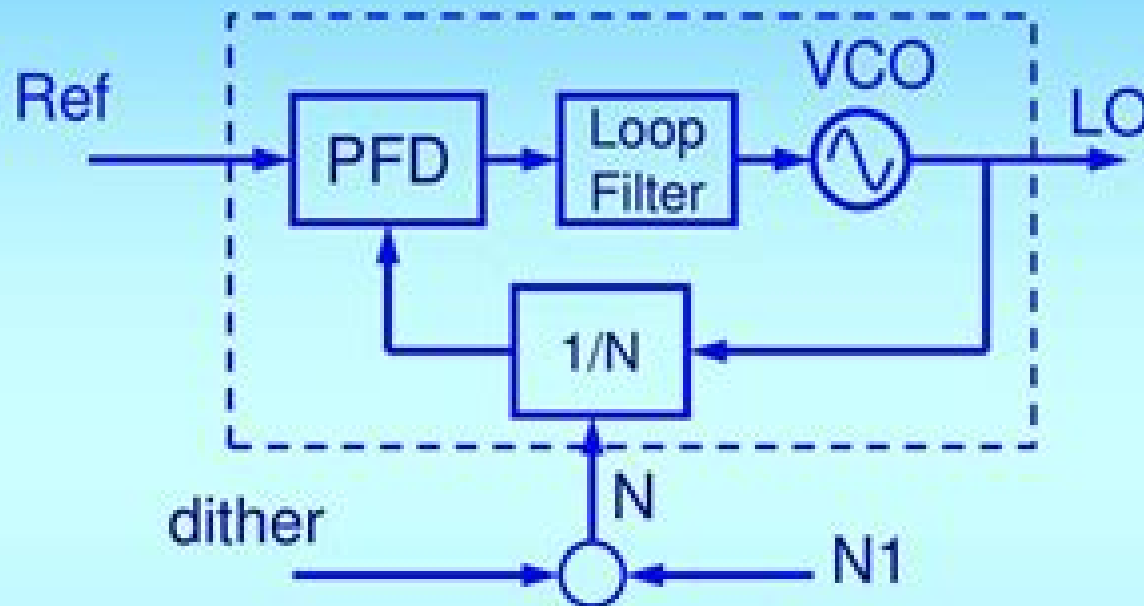 VCO
Ref
LO
PFD
Loop
Filter
1/N
N
dither
N1